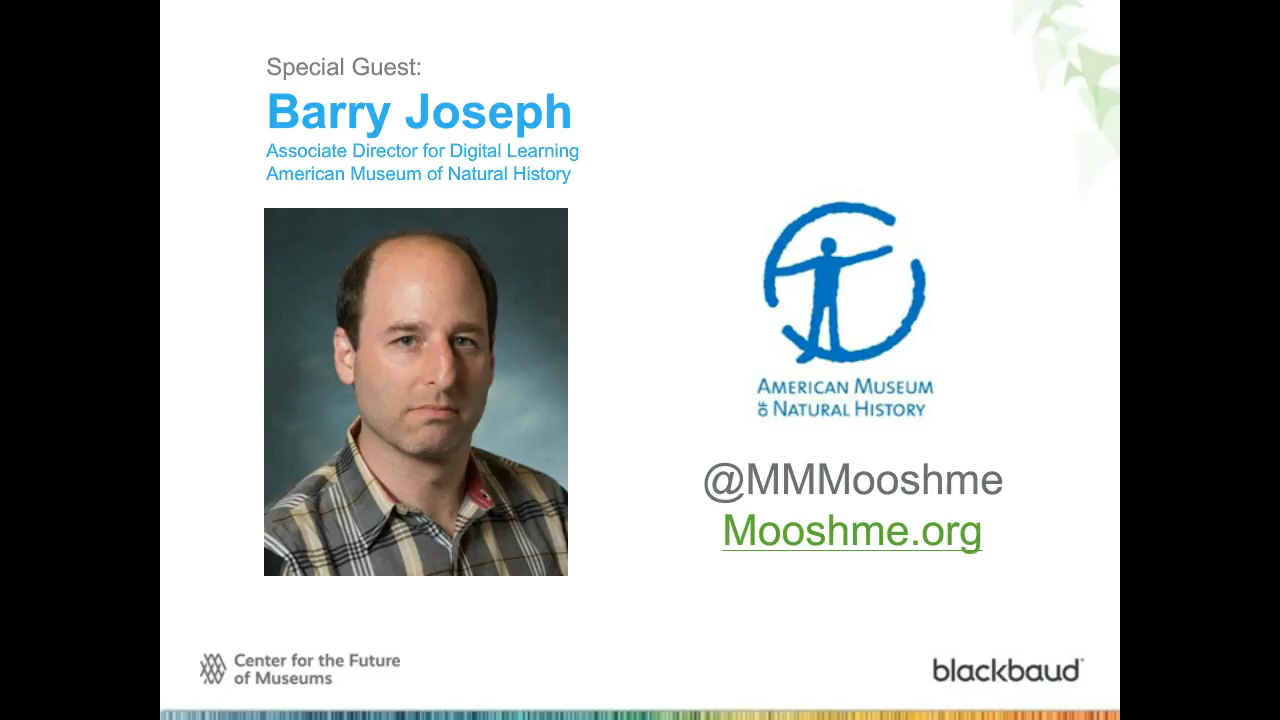 Special Guest:
Barry Joseph
Associate Director for Digital Learning
American Museum of Natural History
AMERICAN MUSEUM
OF NATURAL HISTORY
@MMMooshme
Mooshme.org
Center for the Future
of Museums
blackbaud